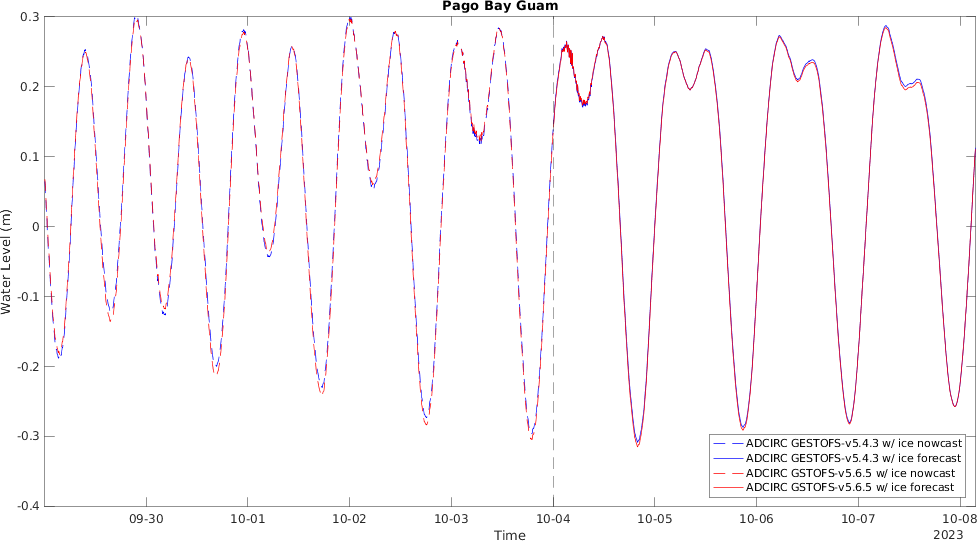 Pago Bay Guam
0.3
0.2
0.1
0
-0.1
-0.2
-0.3
-0.4
Water Level (m)
ADCIRC GESTOFS-v5.4.3 w/ ice nowcast
ADCIRC GESTOFS-v5.4.3 w/ ice forecast
ADCIRC GSTOFS-v5.6.5 w/ ice nowcast
ADCIRC GSTOFS-v5.6.5 w/ ice forecast
09-30 10-01 10-02 10-03 10-04 10-05 10-06 10-07 10-08
Time 2023